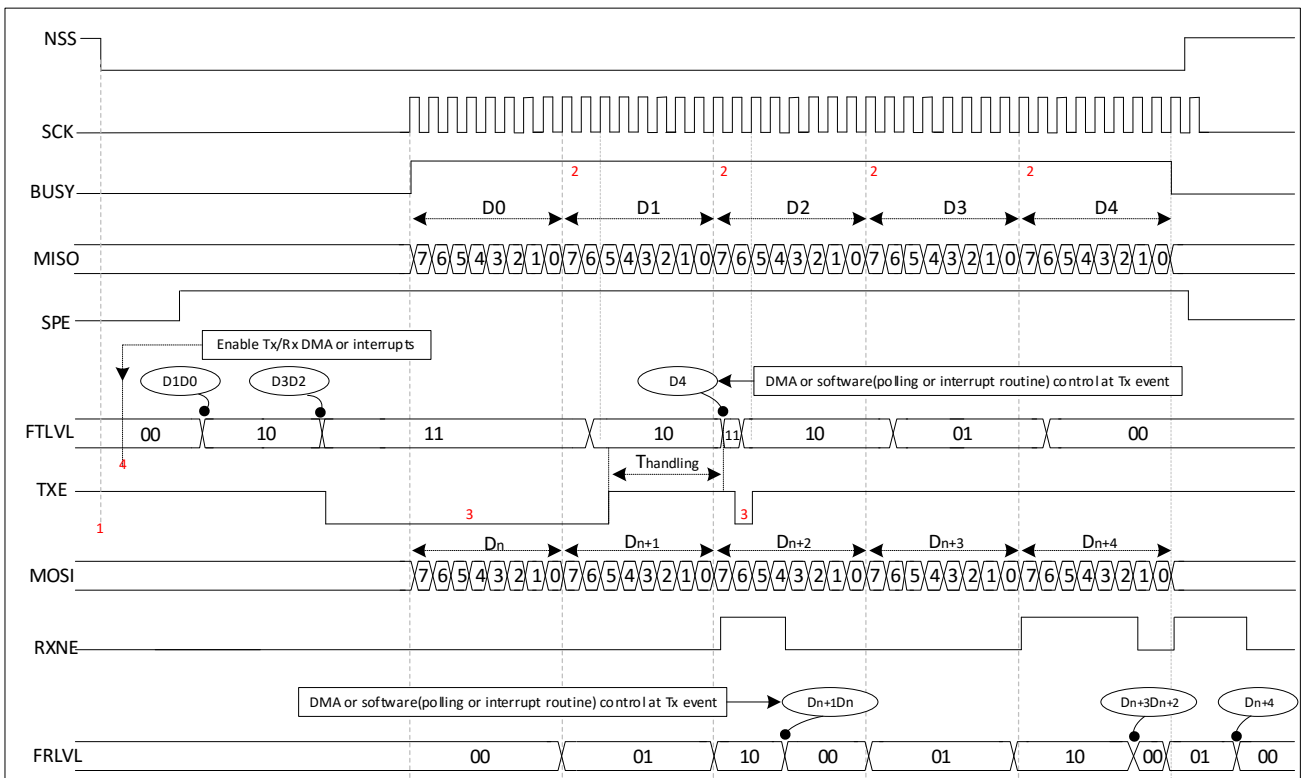 NSS
SCK
2 2 2 2
BUSY
D0 D1 D2 D3 D4
MISO 7 6 5 4 3 2 1 0 7 6 5 4 3 2 1 0 7 6 5 4 3 2 1 0 7 6 5 4 3 2 1 0 7 6 5 4 3 2 1 0
SPE
Enable Tx/Rx DMA or interrupts
D1D0 D3D2 D4 DMA or software(polling or interrupt routine) control at Tx event
FTLVL 00 10 11 10 11 10 01 00
4 Thandling
TXE
1 3 3
Dn Dn+1 Dn+2 Dn+3 Dn+4
MOSI 7 6 5 4 3 2 1 0 7 6 5 4 3 2 1 0 7 6 5 4 3 2 1 0 7 6 5 4 3 2 1 0 7 6 5 4 3 2 1 0
RXNE
DMA or software(polling or interrupt routine) control at Tx event Dn+1Dn Dn+3Dn+2 Dn+4
FRLVL 00 01 10 00 01 10 00 01 00